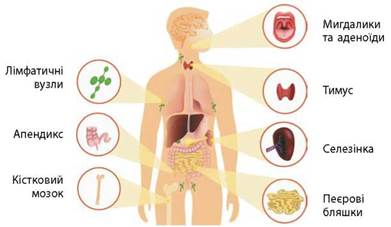 Мигдалики
та аденоїди
Лімфатичні
вузли
Тимус
Апендикс
Селезінка
Кістковий
мозок
Пеєрові
бляшки